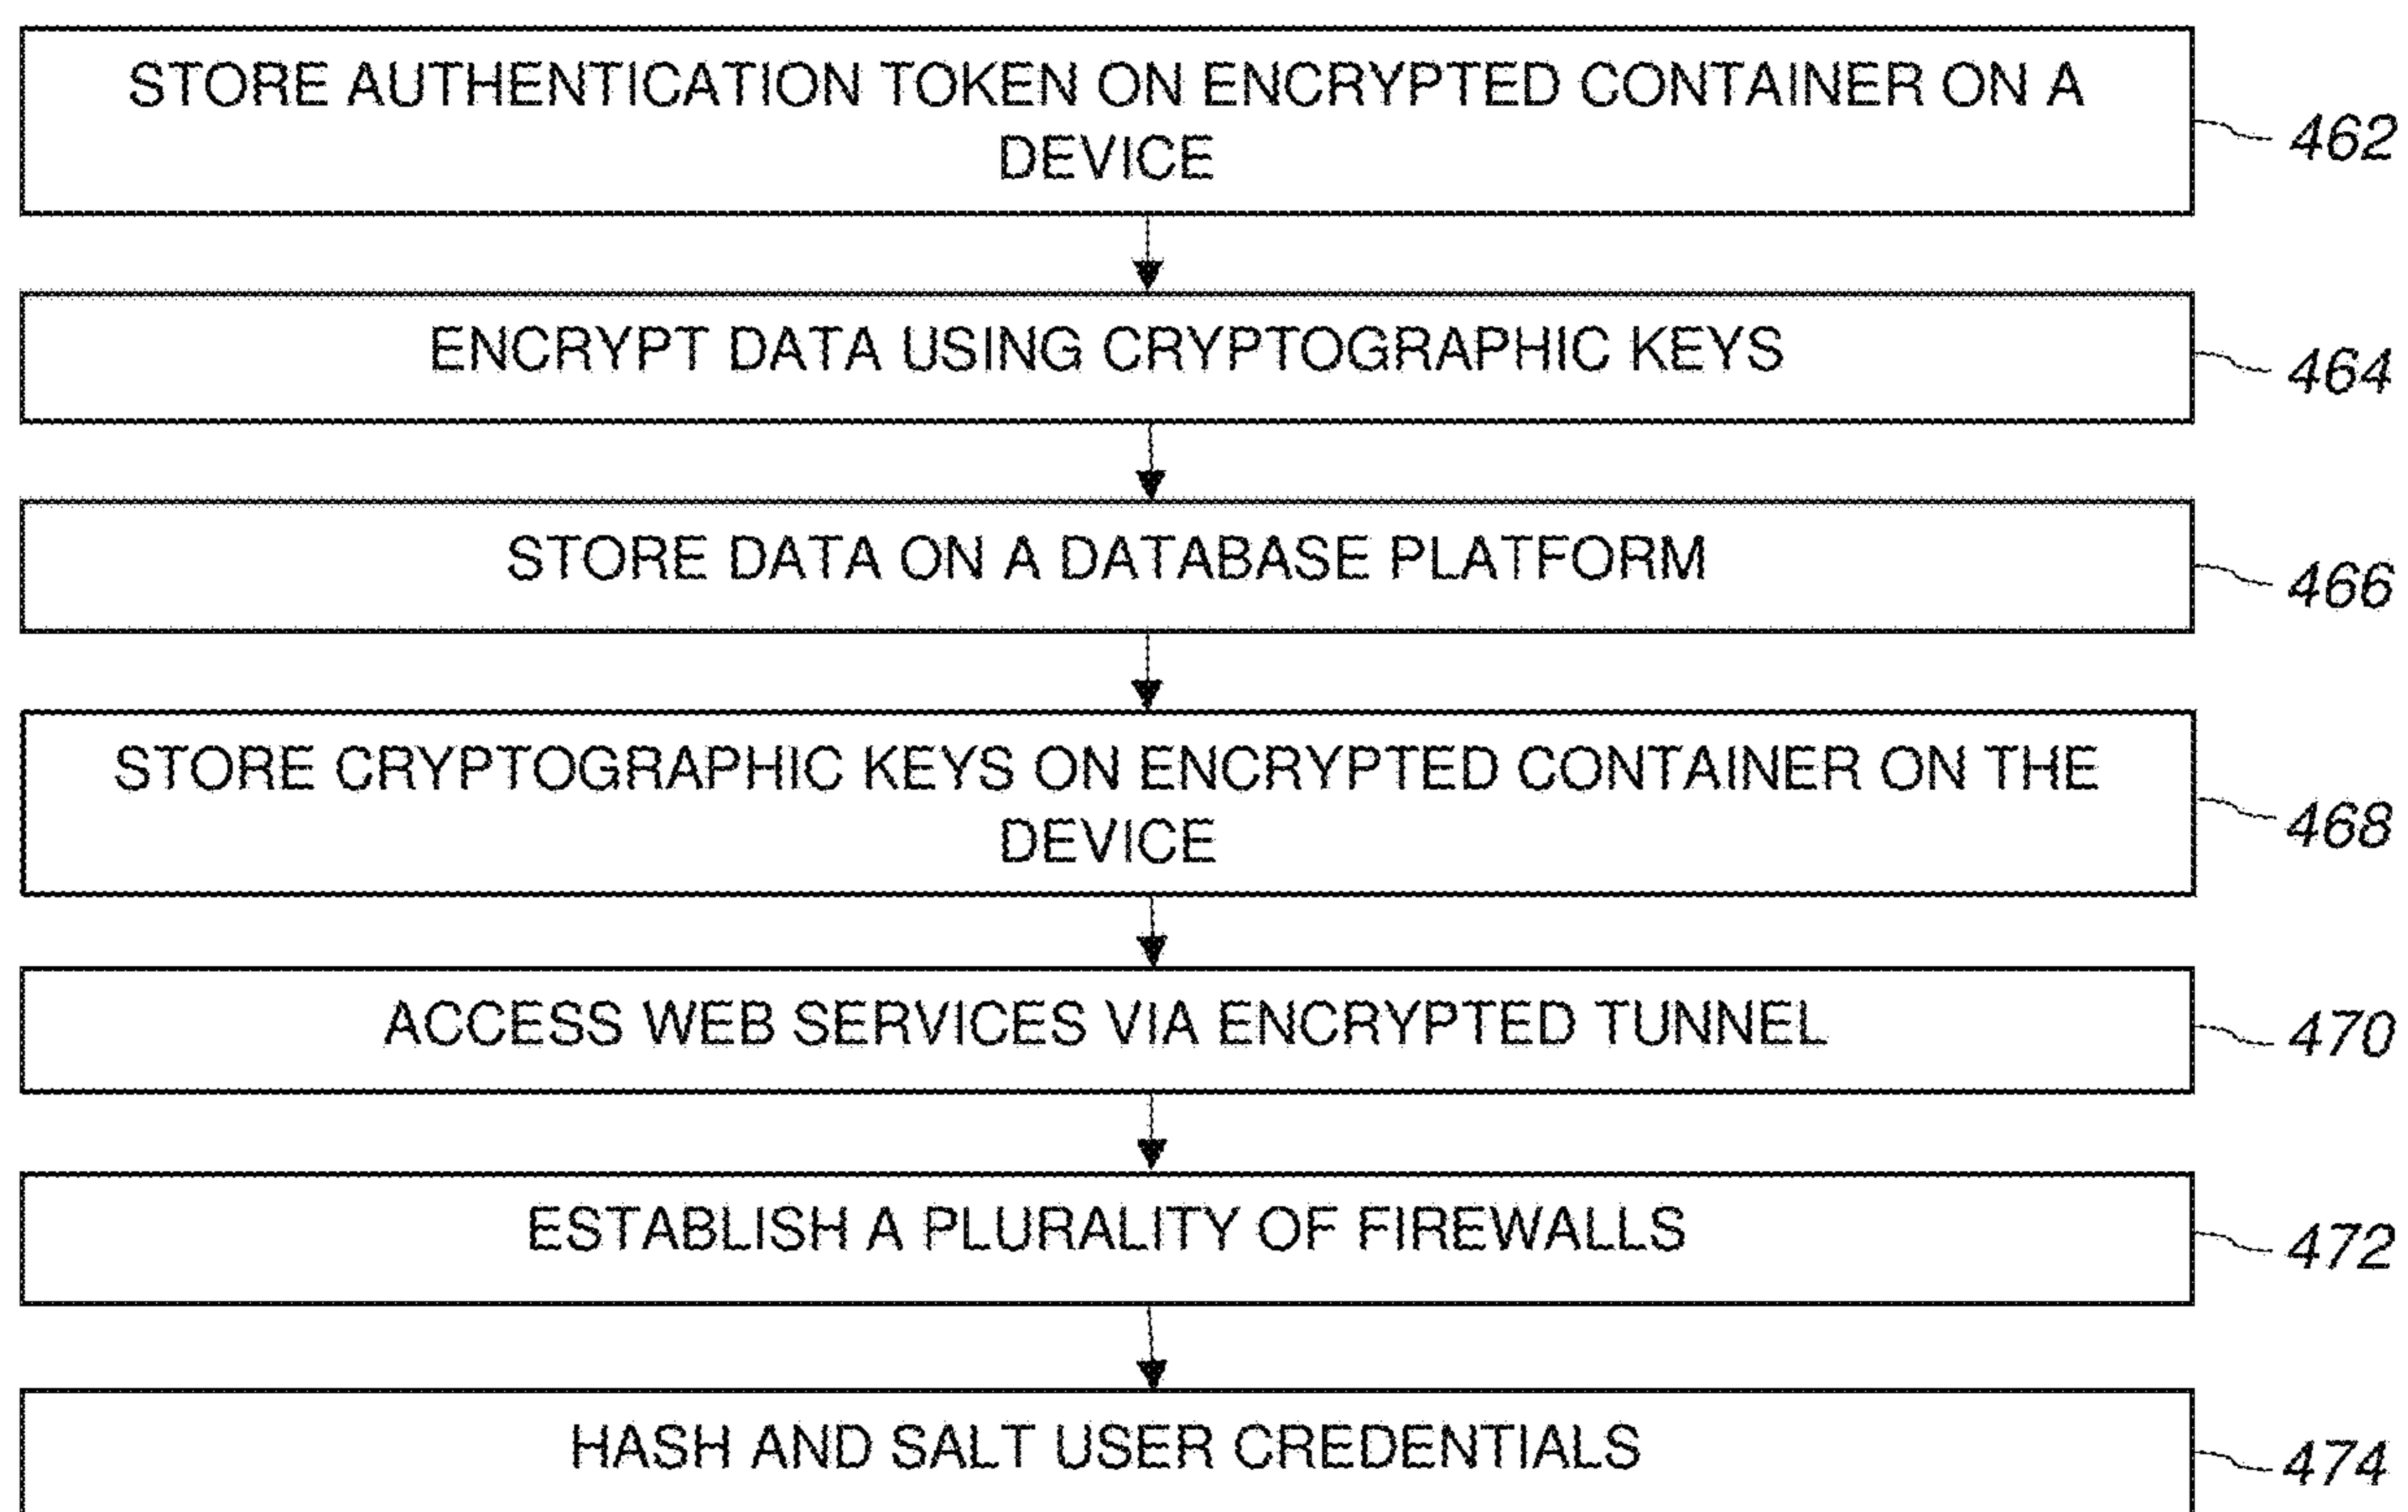 STORE AUTHENTICATION TOKEN ON ENCRYPTED CONTAINER ON A
DEVICE
462
ENCRYPT DATA USING CRYPTOGRAPHIC KEYS
464
STORE DATA ON A DATABASE PLATFORM
466
STORE CRYPTOGRAPHIC KEYS ON ENCRYPTED CONTAINER ON THE
DEVICE
468
ACCESS WEB SERVICES VIA ENCRYPTED TUNNEL
470
ESTABLISH A PLURALITY OF FIREWALLS
472
HASH AND SALT USER CREDENTIALS
474